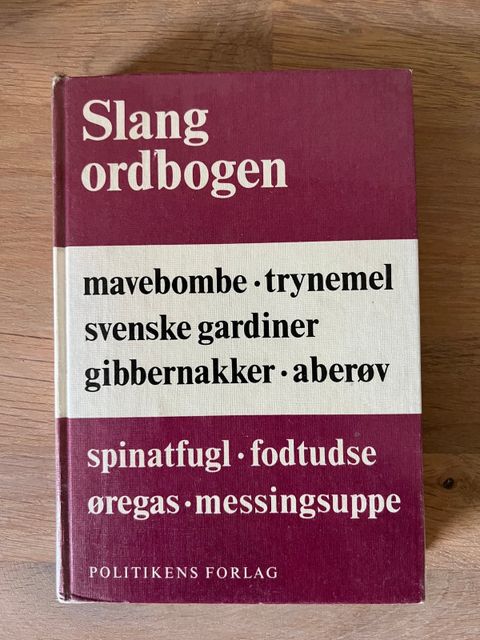 Slang
ordbogen
mavebombe · trynemel
svenske gardiner
gibbernakker · aberøv
spinatfugl · fodtudse
øregas · messingsuppe
POLITIKENS FORLAG